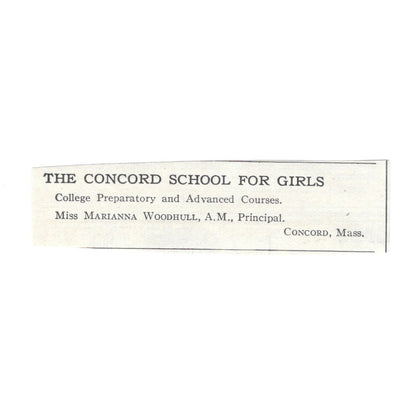 THE CONCORD SCHOOL FOR GIRLS
College Preparatory and Advanced Courses.
Miss MARIANNA WOODHULL, A.M., Principal.
CONCORD, Mass.